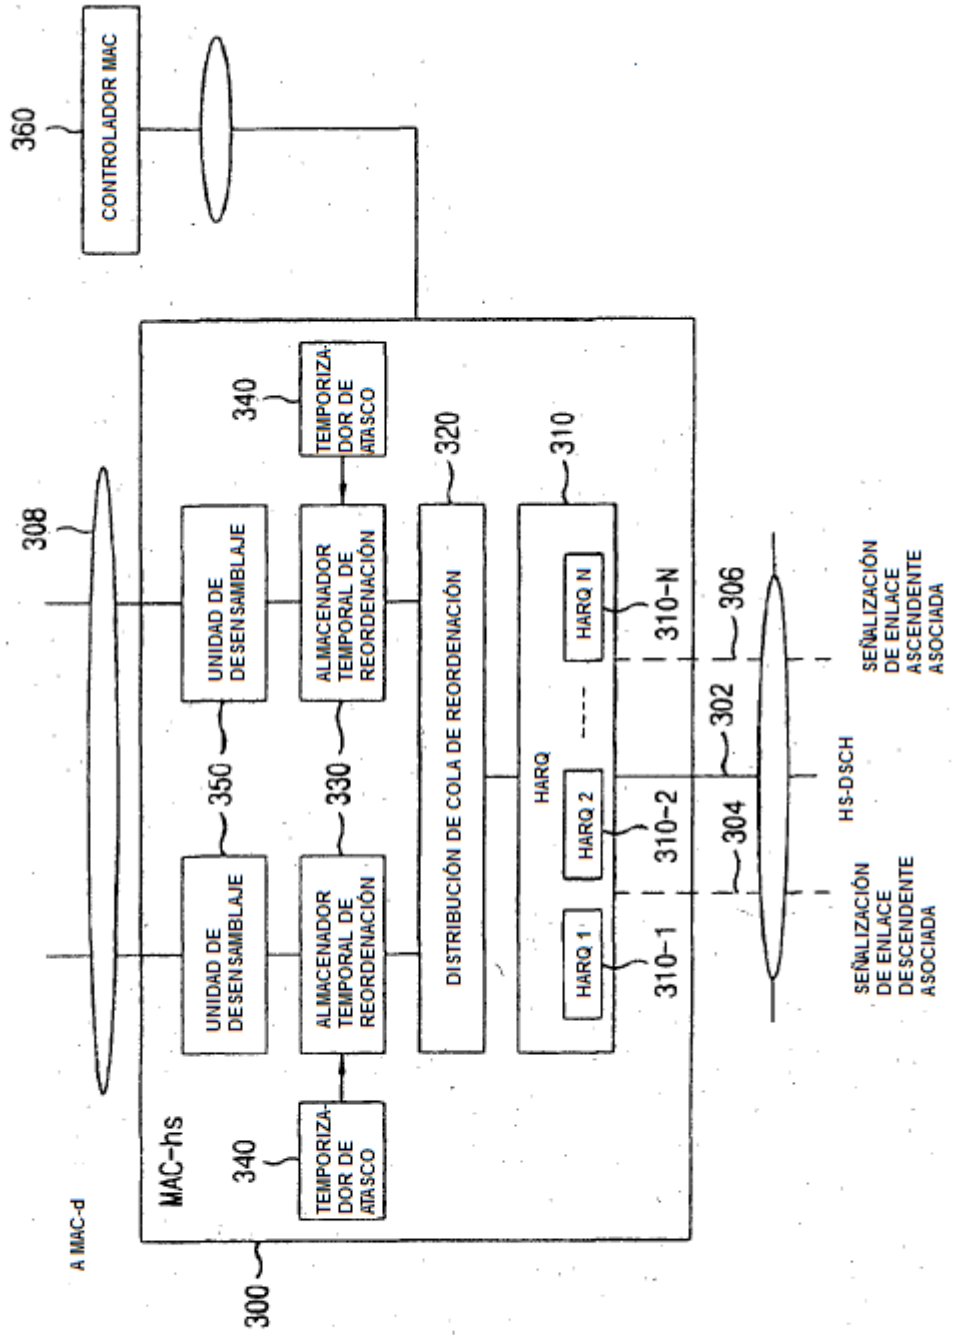 A MAC-d
308
360
CONTROLADOR MAC
300
MAC-hs
UNIDAD DE
DESENSAMBLAJE
350
UNIDAD DE
DESENSAMBLAJE
340
TEMPORIZA-
DOR DE
ATASCO
ALMACENADOR
TEMPORAL DE
REORDENACIÓN
330
ALMACENADOR
TEMPORAL DE
REORDENACIÓN
340
TEMPORIZA-
DOR DE
ATASCO
DISTRIBUCIÓN DE COLA DE REORDENACIÓN
320
HARQ
310
HARQ 1
HARQ 2
HARQ N
310-1
310-2
310-N
304
302
306
SEÑALIZACIÓN
DE ENLACE
DESCENDENTE
ASOCIADA
HS-DSCH
SEÑALIZACIÓN
DE ENLACE
ASCENDENTE
ASOCIADA